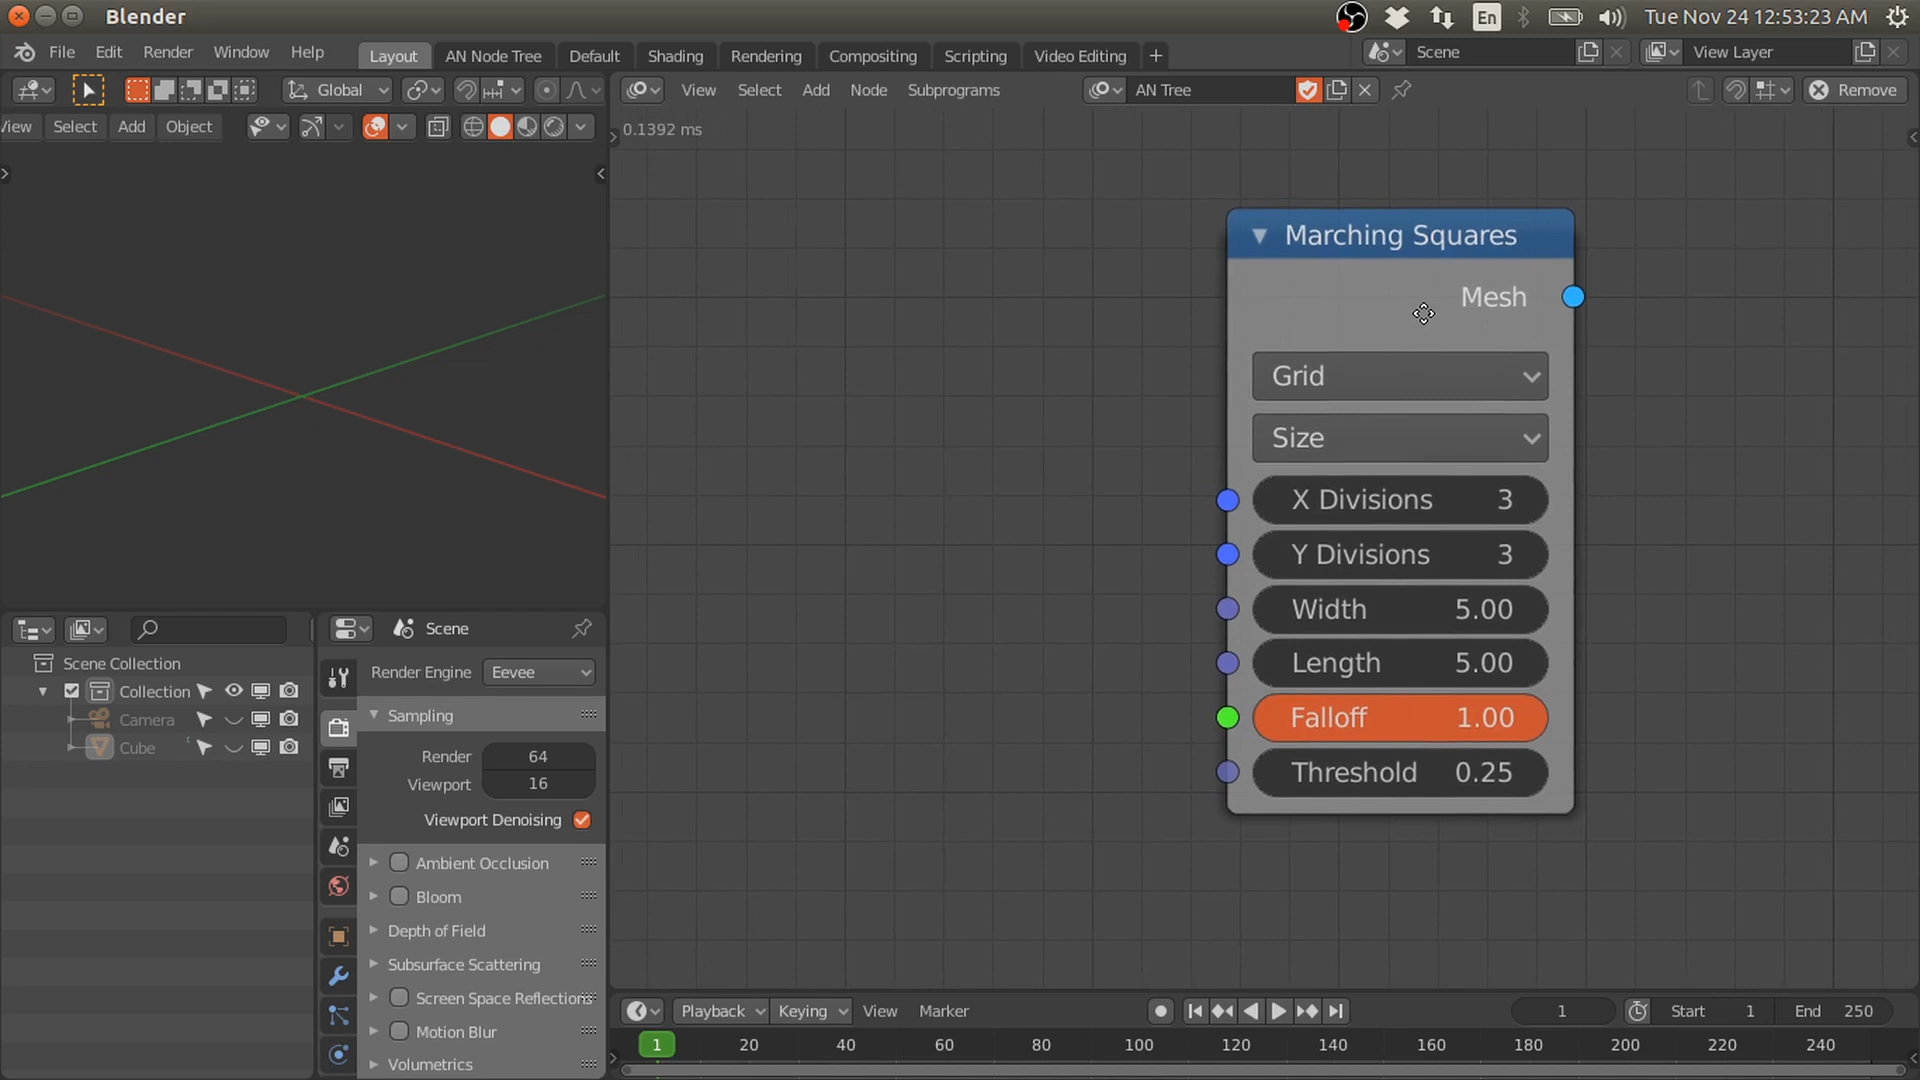 Blender
En
Tue Nov 24 12:53:23 AM
File Edit Render Window Help
Layout AN Node Tree Default Shading Rendering Compositing Scripting Video Editing +
Scene
View Layer
Global
View Select Add Node Subprograms
AN Tree
Remove
View Select Add Object
0.1392 ms
Marching Squares
Mesh
Grid
Size
X Divisions 3
Y Divisions 3
Width 5.00
Length 5.00
Falloff 1.00
Threshold 0.25
Scene
Scene Collection
Collection
Camera
Cube
Render Engine Eevee
Sampling
Render 64
Viewport 16
Viewport Denoising
Ambient Occlusion
Bloom
Depth of Field
Subsurface Scattering
Screen Space Reflections
Motion Blur
Volumetrics
Playback Keying View Marker
1
Start 1
End 250
1 20 40 60 80 100 120 140 160 180 200 220 240